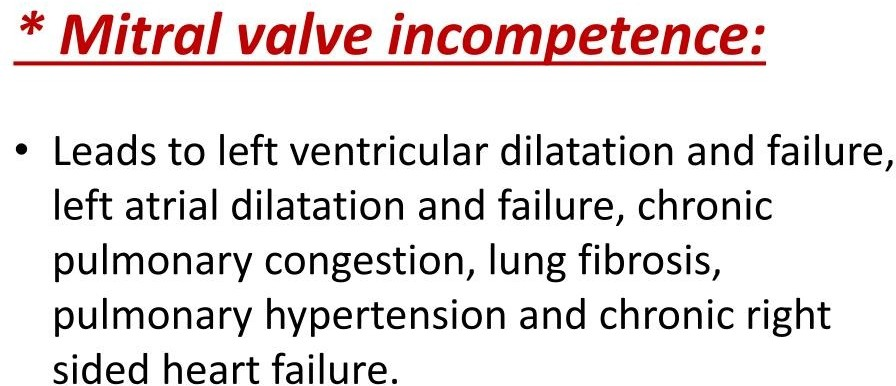 * Mitral valve incompetence:
• Leads to left ventricular dilatation and failure,
left atrial dilatation and failure, chronic
pulmonary congestion, lung fibrosis,
pulmonary hypertension and chronic right
sided heart failure.